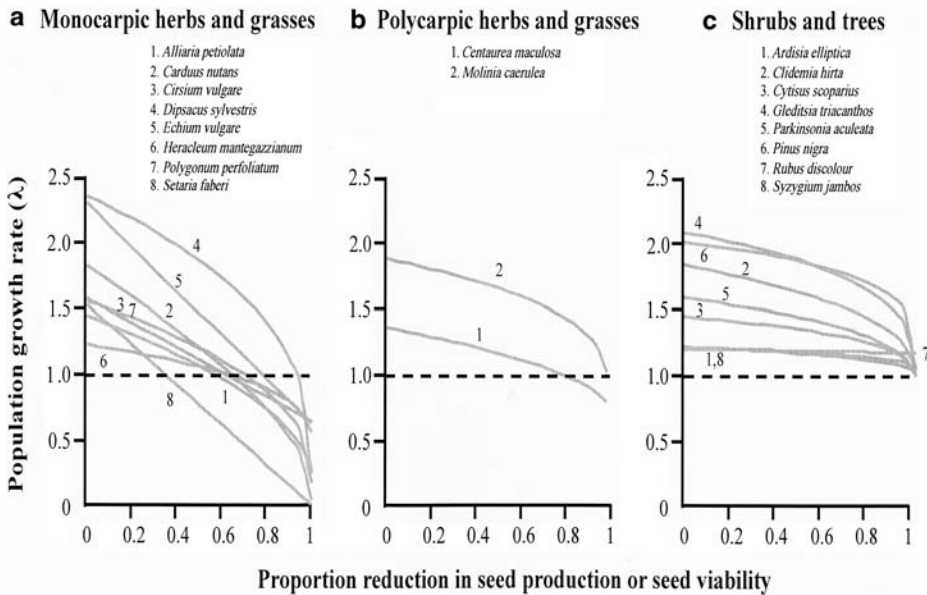 a Monocarpic herbs and grasses
1. Alliaria petiolata
2. Carduus nutans
3. Cirsium vulgare
4. Dipsacus sylvestris
5. Echium vulgare
6. Heracleum mantegazzianum
7. Polygonum perfoliatum
8. Setaria faberi
b Polycarpic herbs and grasses
1. Centaurea maculosa
2. Molinia caerulea
c Shrubs and trees
1. Ardisia elliptica
2. Clidemia hirta
3. Cytisus scoparius
4. Gleditsia triacanthos
5. Parkinsonia aculeata
6. Pinus nigra
7. Rubus discolour
8. Syzygium jambos
Population growth rate (λ)
2.5
2.0
1.5
1.0
0.5
0
4
5
3
7
2
6
8
1
0 0.2 0.4 0.6 0.8 1
2.5
2.0
1.5
1.0
0.5
0
2
1
0 0.2 0.4 0.6 0.8 1
2.5
2.0
1.5
1.0
0.5
0
4
6
2
5
3
1,8
7
0 0.2 0.4 0.6 0.8 1
Proportion reduction in seed production or seed viability